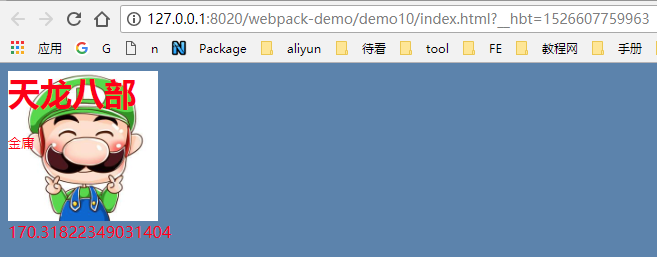 127.0.0.1:8020/webpack-demo/demo10/index.html?__hbt=1526607759963
应用 G G n N Package aliyun 待看 tool FE 教程网 手册
天龙八部
金庸
170.31822349031404